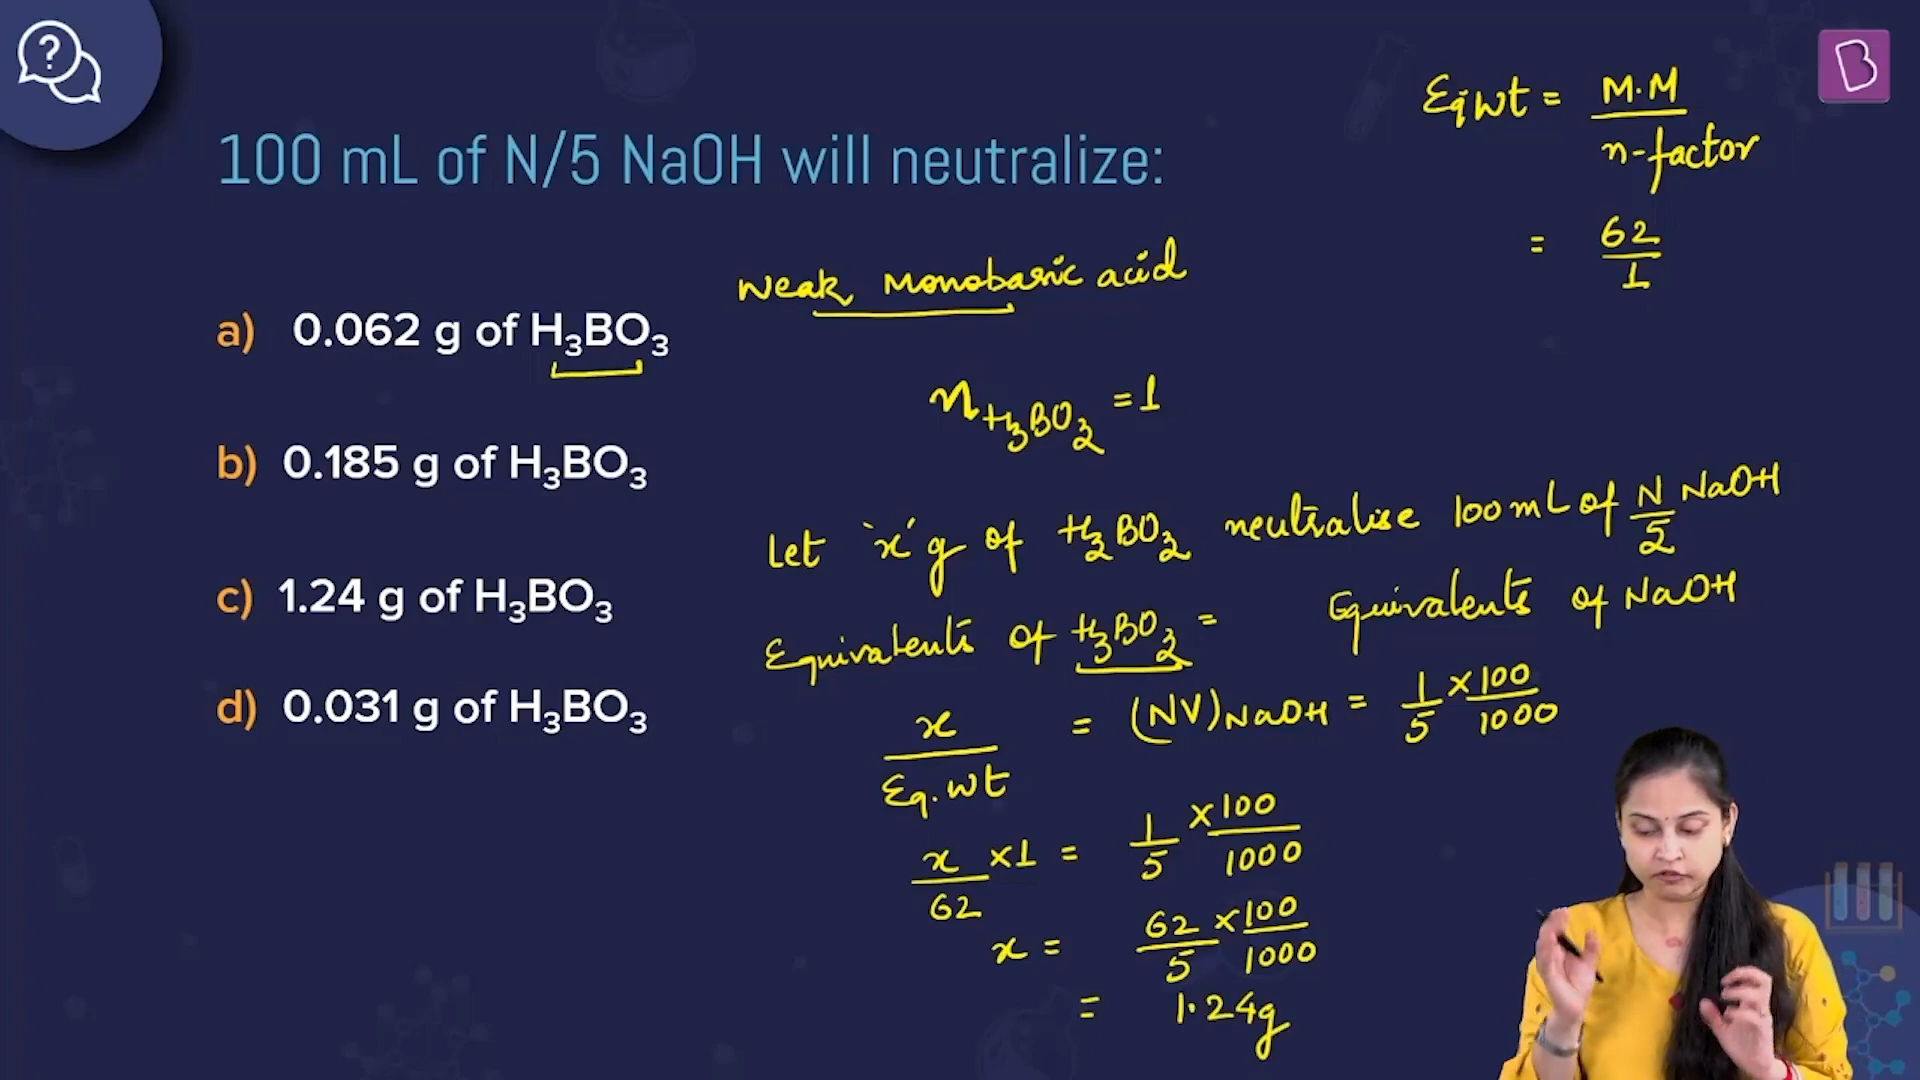 100 mL of N/5 NaOH will neutralize:
a) 0.062 g of H₃BO₃
b) 0.185 g of H₃BO₃
c) 1.24 g of H₃BO₃
d) 0.031 g of H₃BO₃
Eq wt = M.M / n-factor
= 62/1
Weak Monobasic acid
n H₃BO₃ = 1
Let 'x' g of H₃BO₃ neutralise 100 mL of N/5 NaOH
Equivalents of H₃BO₃ = Equivalents of NaOH
x / Eq. wt = (NV)NaOH = 1/5 × 100/1000
x/62 × 1 = 1/5 × 100/1000
x = 62/5 × 100/1000
= 1.24g
?
B